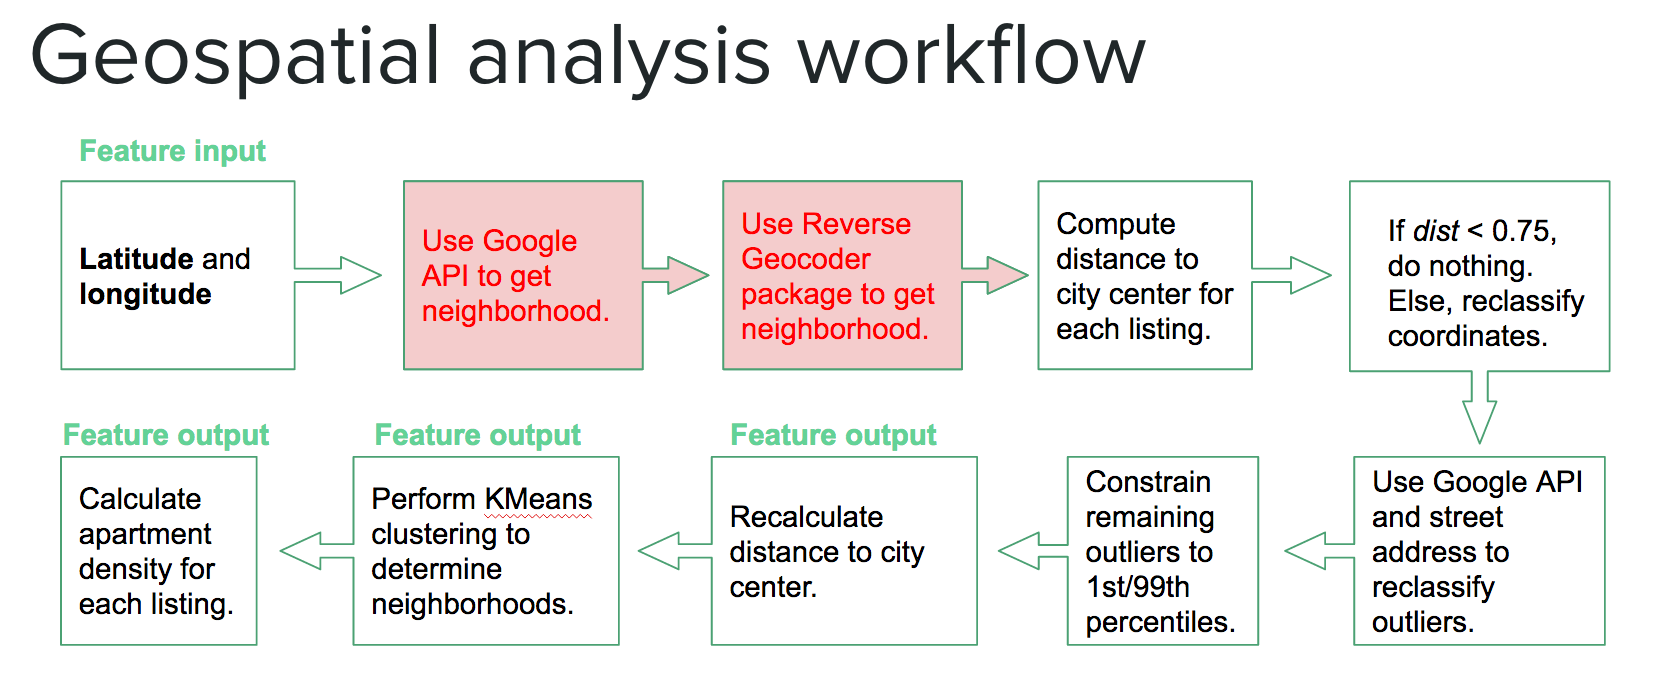 Geospatial analysis workflow
Feature input
Latitude and
longitude
Use Google
API to get
neighborhood.
Use Reverse
Geocoder
package to get
neighborhood.
Compute
distance to
city center for
each listing.
If dist < 0.75,
do nothing.
Else, reclassify
coordinates.
Use Google API
and street
address to
reclassify
outliers.
Constrain
remaining
outliers to
1st/99th
percentiles.
Feature output
Recalculate
distance to city
center.
Feature output
Perform KMeans
clustering to
determine
neighborhoods.
Feature output
Calculate
apartment
density for
each listing.